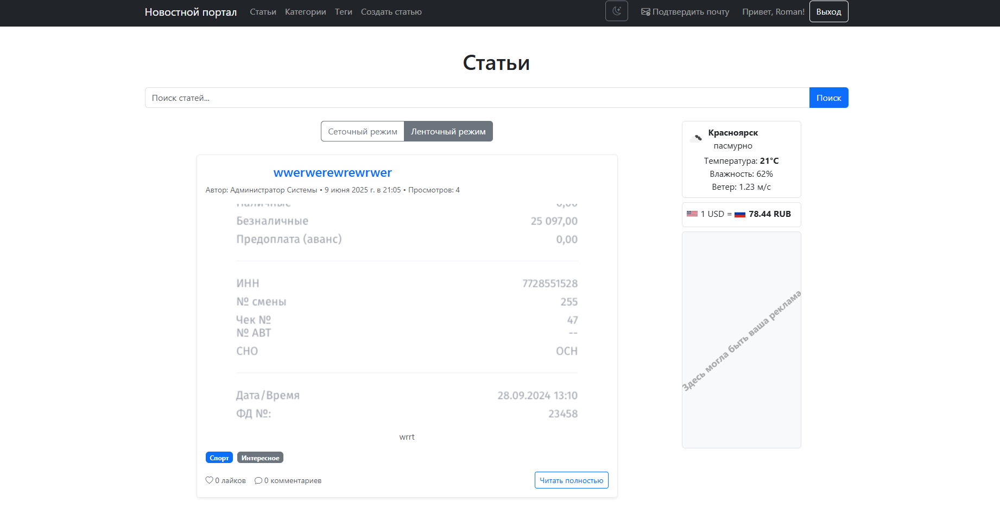 Новостной портал Статьи Категории Теги Создать статью Подтвердить почту Привет, Roman! Выход
Статьи
Поиск статей... Поиск
Сеточный режим Ленточный режим
wwerwerewrewrwer
Автор: Администратор Системы • 9 июня 2025 г. в 21:05 • Просмотров: 4
Наличные 0,00
Безналичные 25 097,00
Предоплата (аванс) 0,00
ИНН 7728551528
№ смены 255
Чек № 47
№ АВТ --
СНО ОСН
Дата/Время 28.09.2024 13:10
ФД №: 23458
wrrt
Спорт Интересное
0 лайков 0 комментариев Читать полностью
Красноярск
пасмурно
Температура: 21°C
Влажность: 62%
Ветер: 1.23 м/с
1 USD = 78.44 RUB
Здесь могла быть ваша реклама